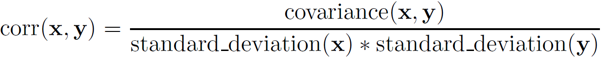 corr(x, y) = covariance(x, y) / standard_deviation(x) ∗ standard_deviation(y)